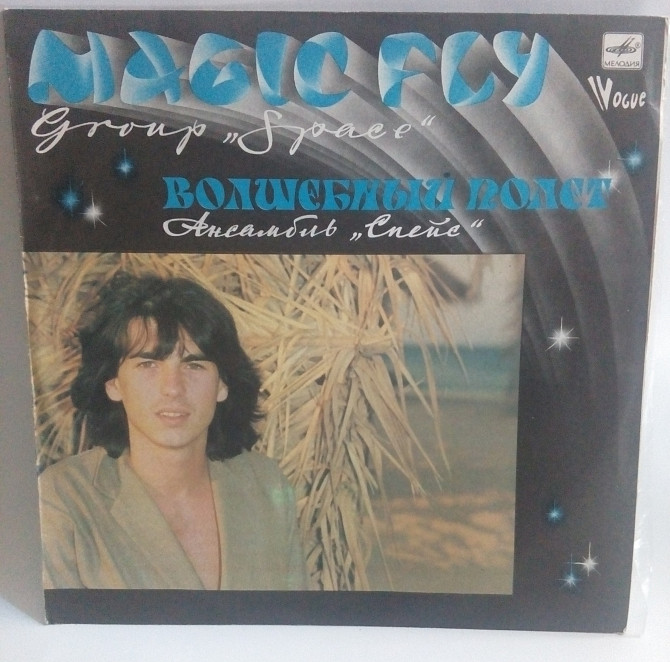 MAGIC FLY
МЕЛОДИЯ
Vogue
Group „Space“
ВОЛШЕБНЫЙ ПОЛЕТ
Ансамбль „Спейс“